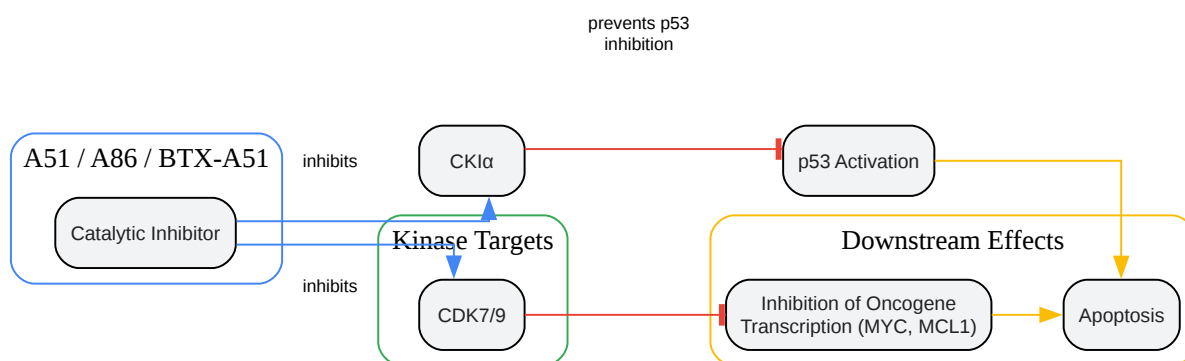 prevents p53
inhibition
A51 / A86 / BTX-A51
inhibits
CKIα
p53 Activation
Catalytic Inhibitor
Kinase Targets
Downstream Effects
inhibits
CDK7/9
Inhibition of Oncogene
Transcription (MYC, MCL1)
Apoptosis